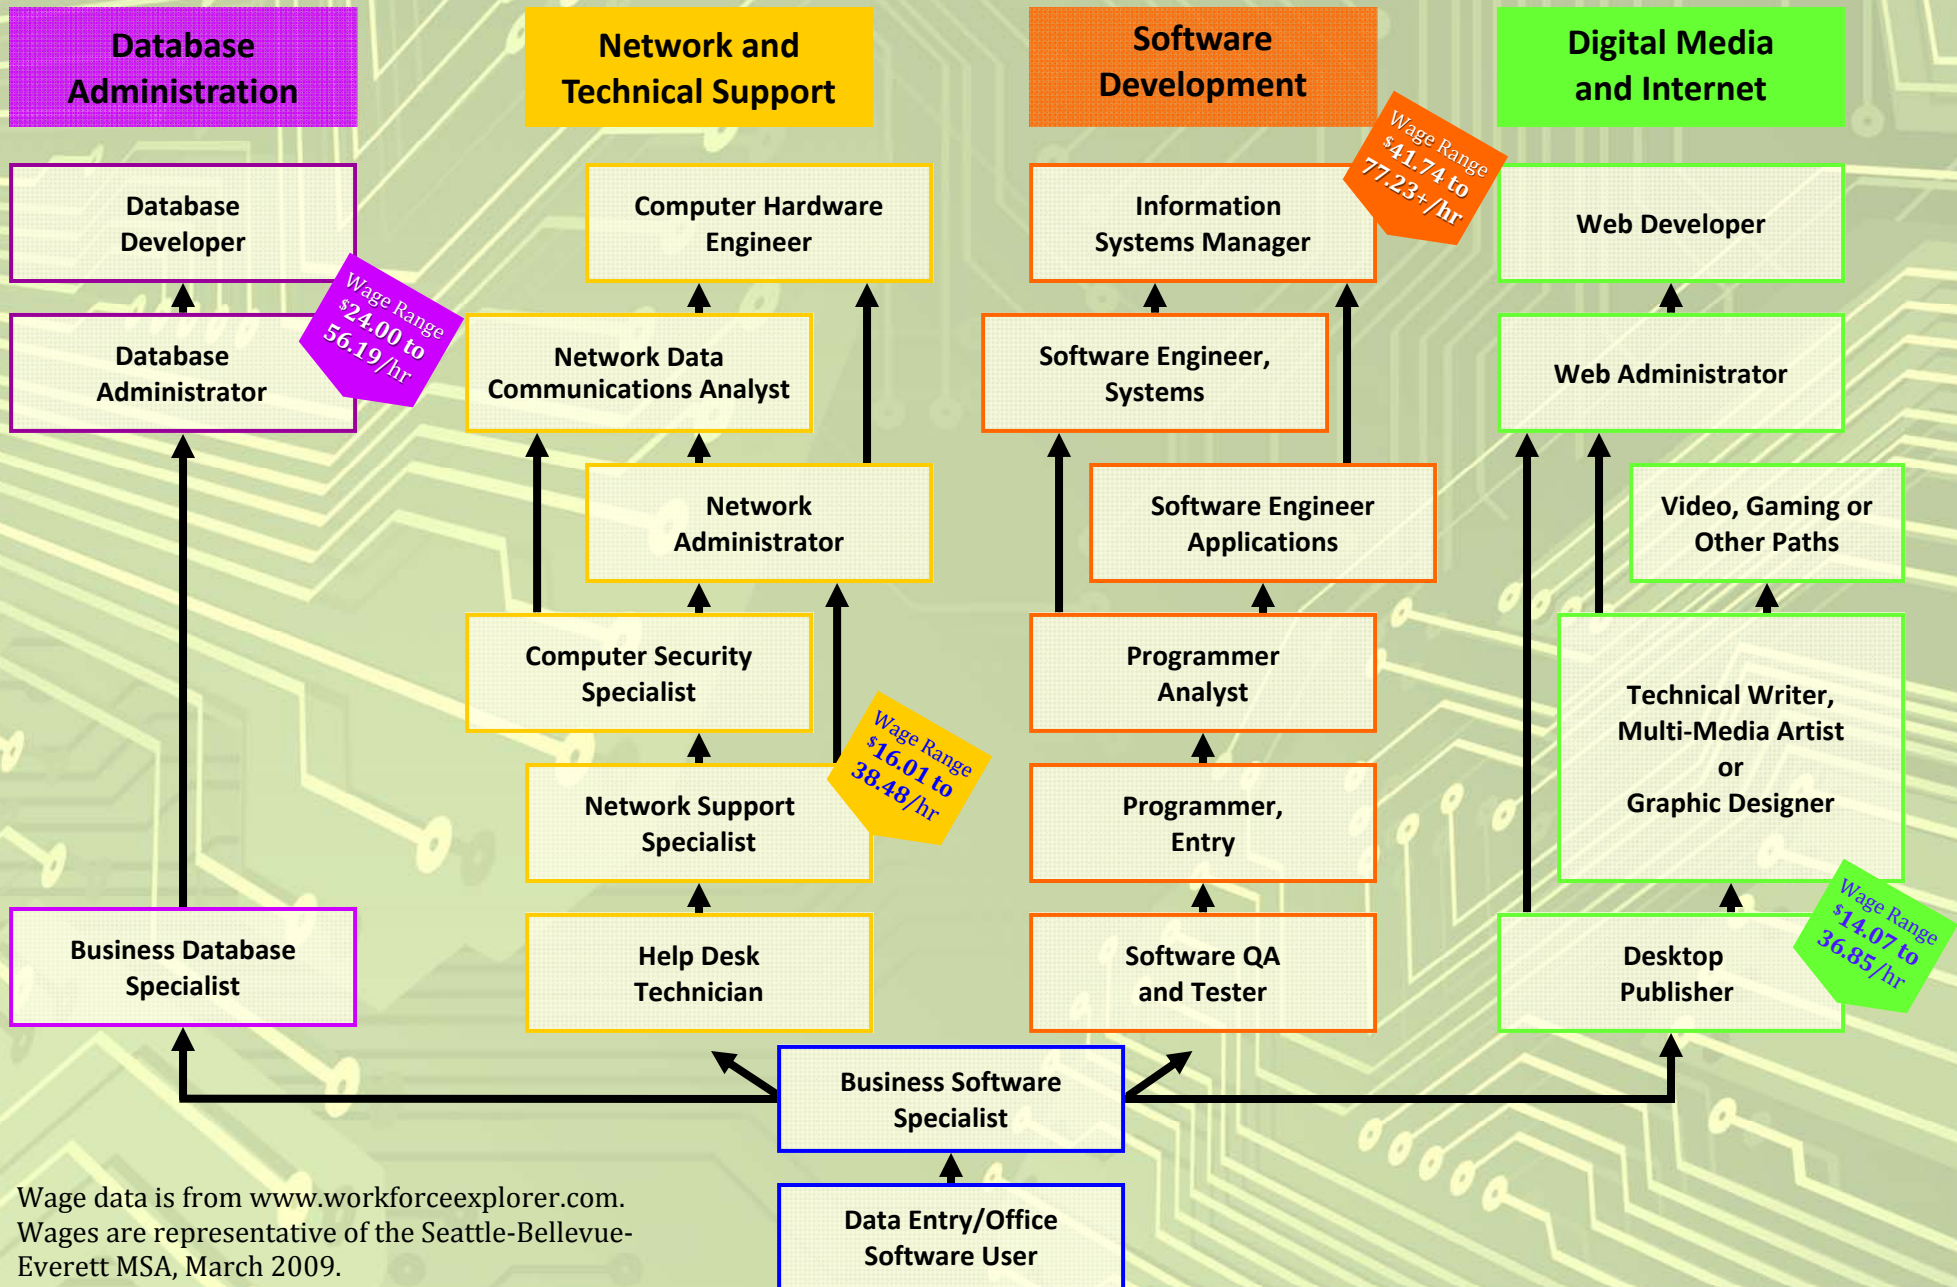 Database
Administration
Network and
Technical Support
Software
Development
Digital Media
and Internet
Wage Range
$41.74 to
77.23+/hr
Database
Developer
Computer Hardware
Engineer
Information
Systems Manager
Web Developer
Wage Range
$24.00 to
56.19/hr
Database
Administrator
Network Data
Communications Analyst
Software Engineer,
Systems
Web Administrator
Network
Administrator
Software Engineer
Applications
Video, Gaming or
Other Paths
Computer Security
Specialist
Programmer
Analyst
Technical Writer,
Multi-Media Artist
or
Graphic Designer
Wage Range
$16.01 to
38.48/hr
Network Support
Specialist
Programmer,
Entry
Wage Range
$14.07 to
36.85/hr
Business Database
Specialist
Help Desk
Technician
Software QA
and Tester
Desktop
Publisher
Business Software
Specialist
Data Entry/Office
Software User
Wage data is from www.workforceexplorer.com.
Wages are representative of the Seattle-Bellevue-
Everett MSA, March 2009.